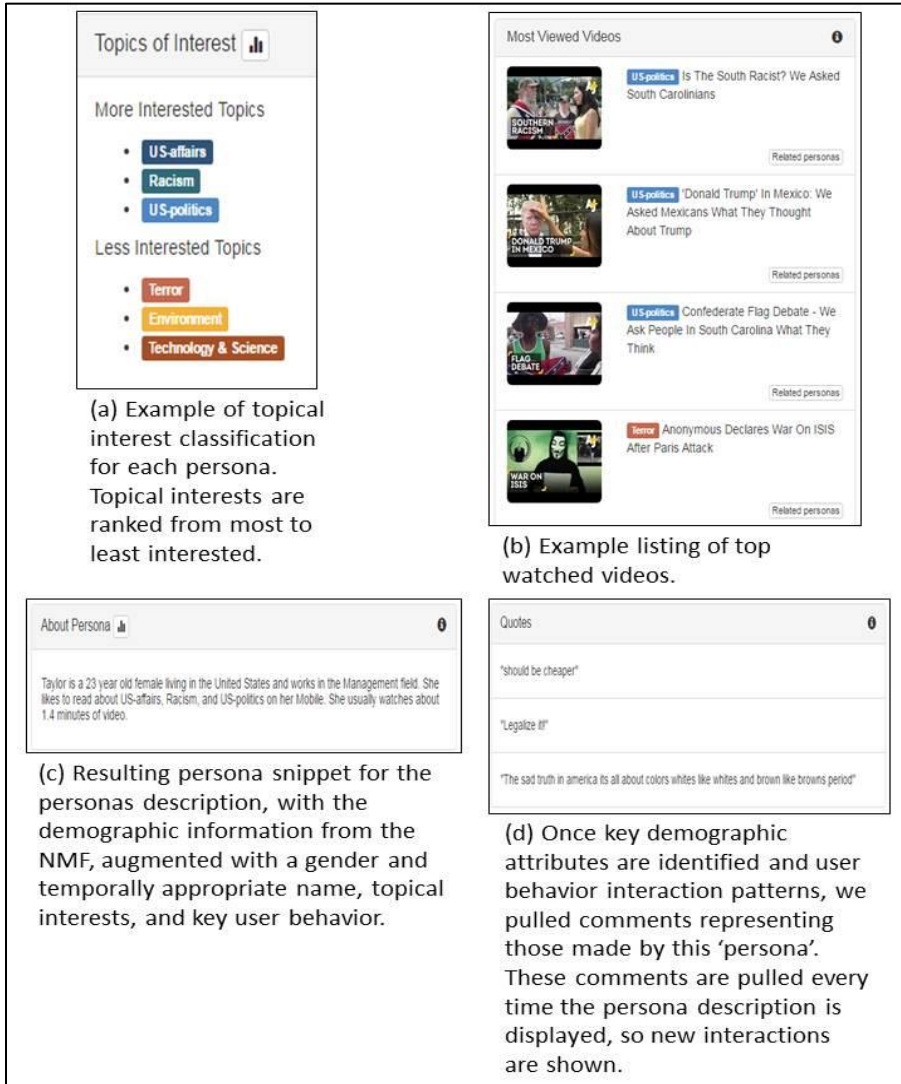 Topics of Interest
More Interested Topics
• US-affairs
• Racism
• US-politics
Less Interested Topics
• Terror
• Environment
• Technology & Science
(a) Example of topical
interest classification
for each persona.
Topical interests are
ranked from most to
least interested.
Most Viewed Videos
SOUTHERN
RACISM
US-politics Is The South Racist? We Asked
South Carolinians
Related personas
DONALD TRUMP
IN MEXICO
US-politics 'Donald Trump' In Mexico: We
Asked Mexicans What They Thought
About Trump
Related personas
FLAG
DEBATE
US-politics Confederate Flag Debate - We
Ask People In South Carolina What They
Think
Related personas
WAR ON
ISIS
Terror Anonymous Declares War On ISIS
After Paris Attack
Related personas
(b) Example listing of top
watched videos.
About Persona
Taylor is a 23 year old female living in the United States and works in the Management field. She
likes to read about US-affairs, Racism, and US-politics on her Mobile. She usually watches about
1.4 minutes of video.
(c) Resulting persona snippet for the
personas description, with the
demographic information from the
NMF, augmented with a gender and
temporally appropriate name, topical
interests, and key user behavior.
Quotes
"should be cheaper"
"Legalize it!"
"The sad truth in america its all about colors whites like whites and brown like browns period"
(d) Once key demographic
attributes are identified and user
behavior interaction patterns, we
pulled comments representing
those made by this ‘persona’.
These comments are pulled every
time the persona description is
displayed, so new interactions
are shown.